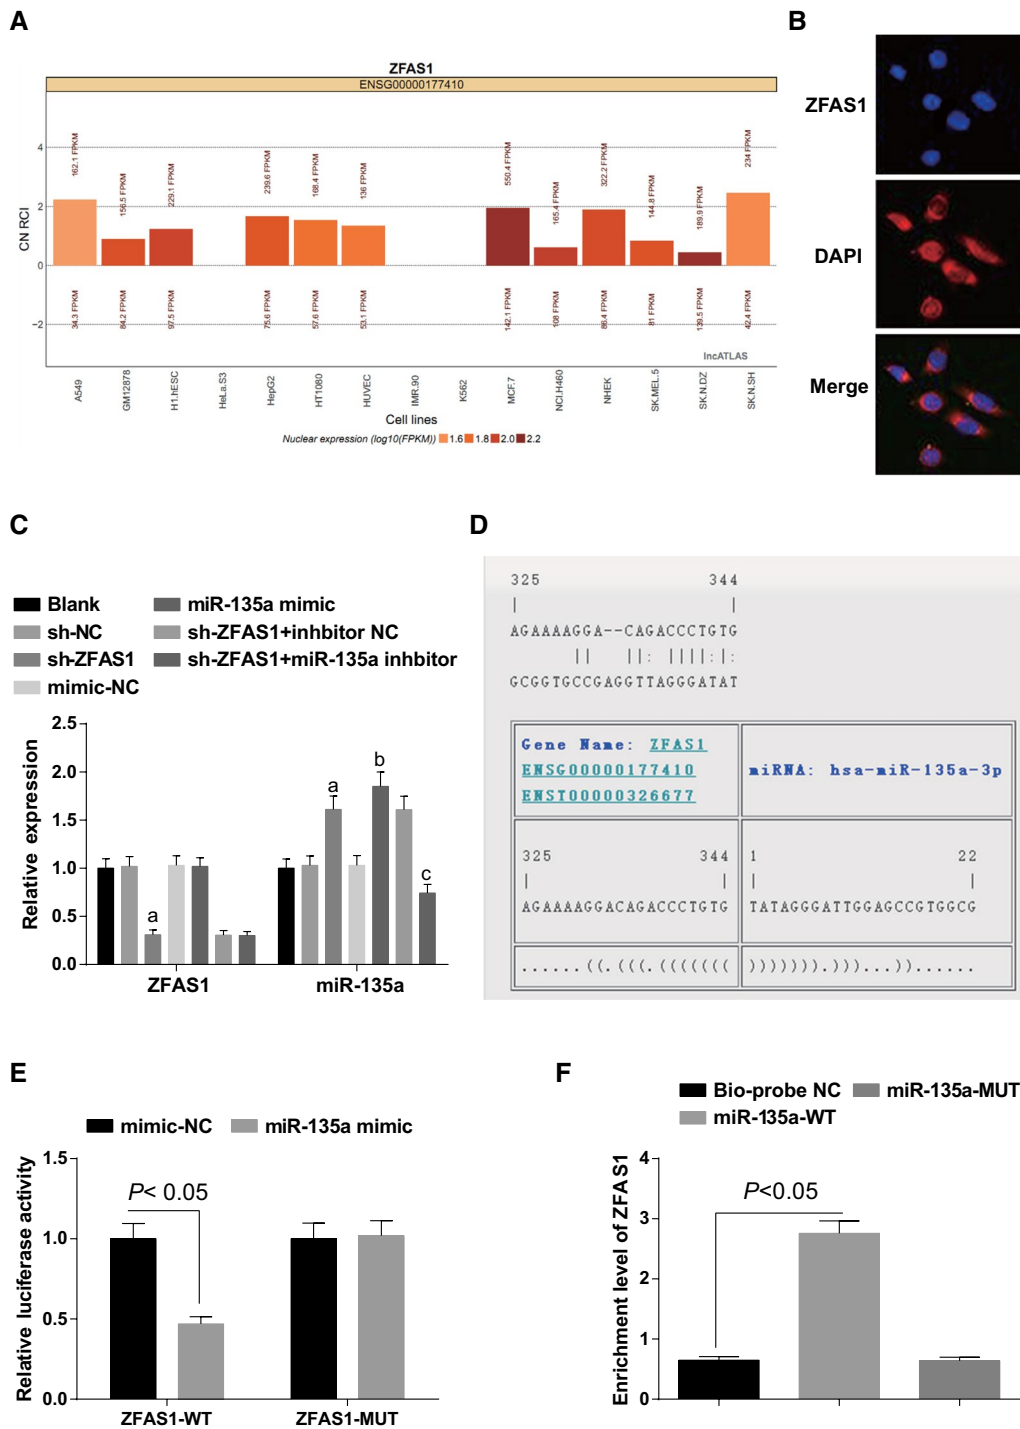 A
ZFAS1
ENSG00000177410
CN RCI
4
2
0
−2
162.1 FPKM
156.5 FPKM
229.1 FPKM
239.6 FPKM
168.4 FPKM
136 FPKM
550.4 FPKM
165.4 FPKM
322.2 FPKM
144.8 FPKM
189.9 FPKM
234 FPKM
34.3 FPKM
84.2 FPKM
97.5 FPKM
75.6 FPKM
57.6 FPKM
53.1 FPKM
142.1 FPKM
108 FPKM
86.4 FPKM
81 FPKM
139.5 FPKM
42.4 FPKM
lncATLAS
A549
GM12878
H1.hESC
HeLa.S3
HepG2
HT1080
HUVEC
IMR.90
K562
MCF.7
NCI.H460
NHEK
SK.MEL.5
SK.N.DZ
SK.N.SH
Cell lines
Nuclear expression (log10(FPKM)) 1.6 1.8 2.0 2.2
B
ZFAS1
DAPI
Merge
C
Blank
sh-NC
sh-ZFAS1
mimic-NC
miR-135a mimic
sh-ZFAS1+inhbitor NC
sh-ZFAS1+miR-135a inhbitor
Relative expression
2.5
2.0
1.5
1.0
0.5
0.0
a
a
b
c
ZFAS1 miR-135a
D
325 344
| |
AGAAAAGGA--CAGACCCTGTG
|| ||: ||||:|:
GCGGTGCCGAGGTTAGGGATAT
Gene Name: ZFAS1
ENSG00000177410
ENST00000326677
miRNA: hsa-miR-135a-3p
325 344
| |
AGAAAAGGACAGACCCTGTG
1 22
| |
TATAGGGATTGGAGCCGTGGCG
......((.(((.(((((((
))))))).)))...))......
E
mimic-NC miR-135a mimic
Relative luciferase activity
1.5
1.0
0.5
0.0
P< 0.05
ZFAS1-WT ZFAS1-MUT
F
Bio-probe NC miR-135a-MUT
miR-135a-WT
Enrichment level of ZFAS1
4
3
2
1
0
P<0.05